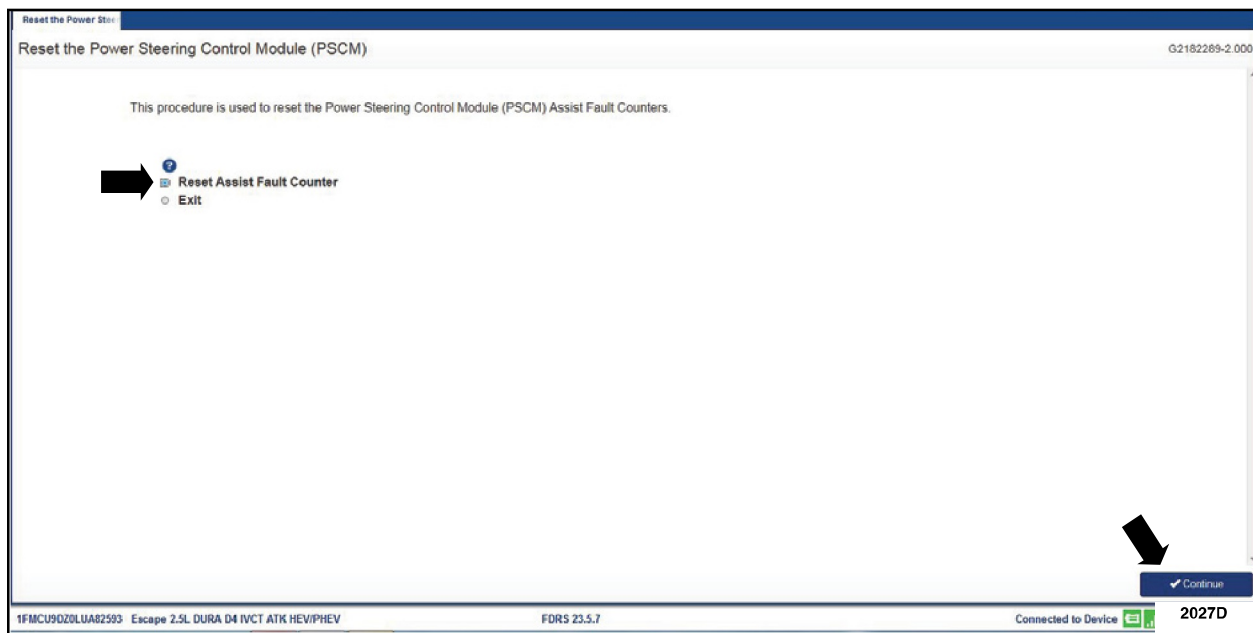 Reset the Power Stee
Reset the Power Steering Control Module (PSCM)
G2182289-2.000
This procedure is used to reset the Power Steering Control Module (PSCM) Assist Fault Counters.
?
Reset Assist Fault Counter
Exit
Continue
1FMCU9DZ0LUA82593 Escape 2.5L DURA D4 IVCT ATK HEV/PHEV
FDRS 23.5.7
Connected to Device
2027D